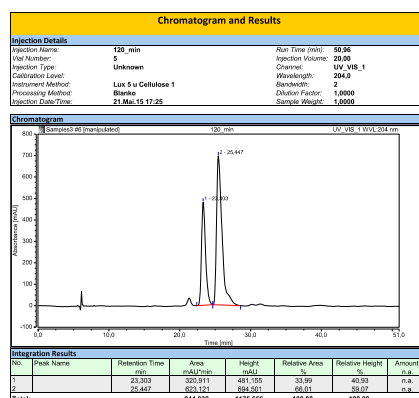 Chromatogram and Results
Injection Details
Injection Name: 120_min Run Time (min): 50,96
Vial Number: 5 Injection Volume: 20,00
Injection Type: Unknown Channel: UV_VIS_1
Calibration Level: Wavelength: 204,0
Instrument Method: Lux 5 u Cellulose 1 Bandwidth: 2
Processing Method: Blanko Dilution Factor: 1,0000
Injection Date/Time: 21.Mai.15 17:25 Sample Weight: 1,0000
Chromatogram
Samples3 #6 [manipulated] 120_min UV_VIS_1 WVL:204 nm
800
700
600
500
400
300
200
100
0
-100
Absorbance [mAU]
2 - 25,447
1 - 23,303
0,0 10,0 20,0 30,0 40,0 51,0
Time [min]
Integration Results
No. Peak Name Retention Time Area Height Relative Area Relative Height Amount
min mAU*min mAU % % n.a.
1 23,303 320,911 481,155 33,99 40,93 n.a.
2 25,447 623,121 694,501 66,01 59,07 n.a.